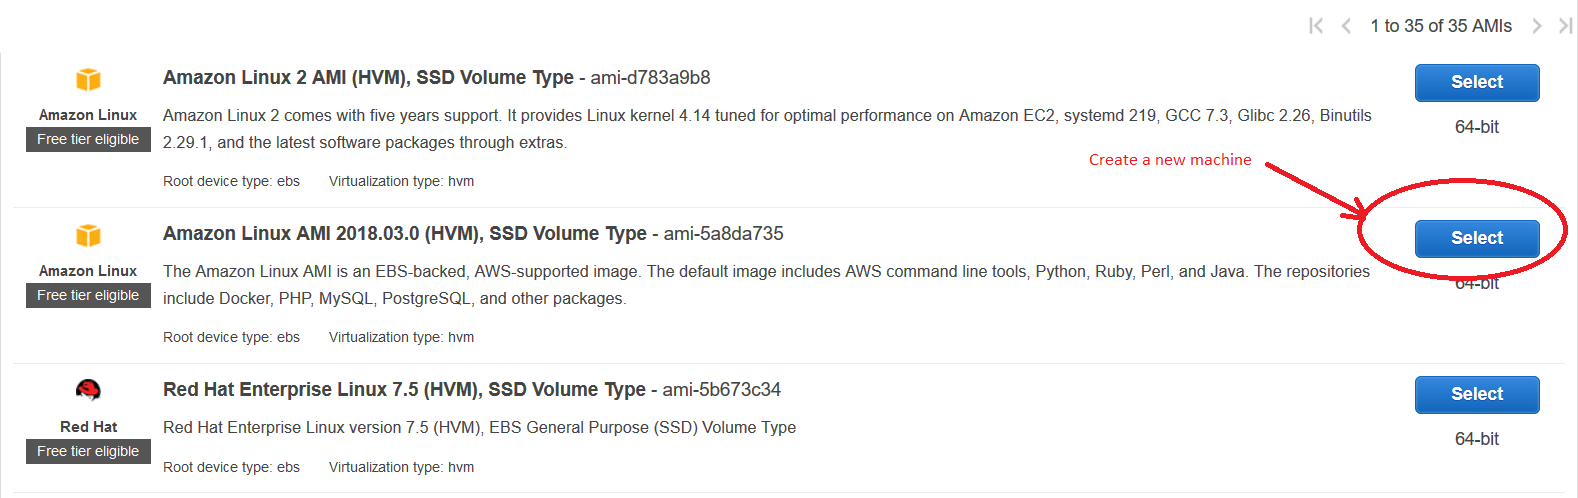 1 to 35 of 35 AMIs
Amazon Linux 2 AMI (HVM), SSD Volume Type - ami-d783a9b8
Select
Amazon Linux
Free tier eligible
Amazon Linux 2 comes with five years support. It provides Linux kernel 4.14 tuned for optimal performance on Amazon EC2, systemd 219, GCC 7.3, Glibc 2.26, Binutils
2.29.1, and the latest software packages through extras.
64-bit
Root device type: ebs Virtualization type: hvm
Create a new machine
Amazon Linux AMI 2018.03.0 (HVM), SSD Volume Type - ami-5a8da735
Select
Amazon Linux
Free tier eligible
The Amazon Linux AMI is an EBS-backed, AWS-supported image. The default image includes AWS command line tools, Python, Ruby, Perl, and Java. The repositories
include Docker, PHP, MySQL, PostgreSQL, and other packages.
64-bit
Root device type: ebs Virtualization type: hvm
Red Hat Enterprise Linux 7.5 (HVM), SSD Volume Type - ami-5b673c34
Select
Red Hat
Free tier eligible
Red Hat Enterprise Linux version 7.5 (HVM), EBS General Purpose (SSD) Volume Type
64-bit
Root device type: ebs Virtualization type: hvm